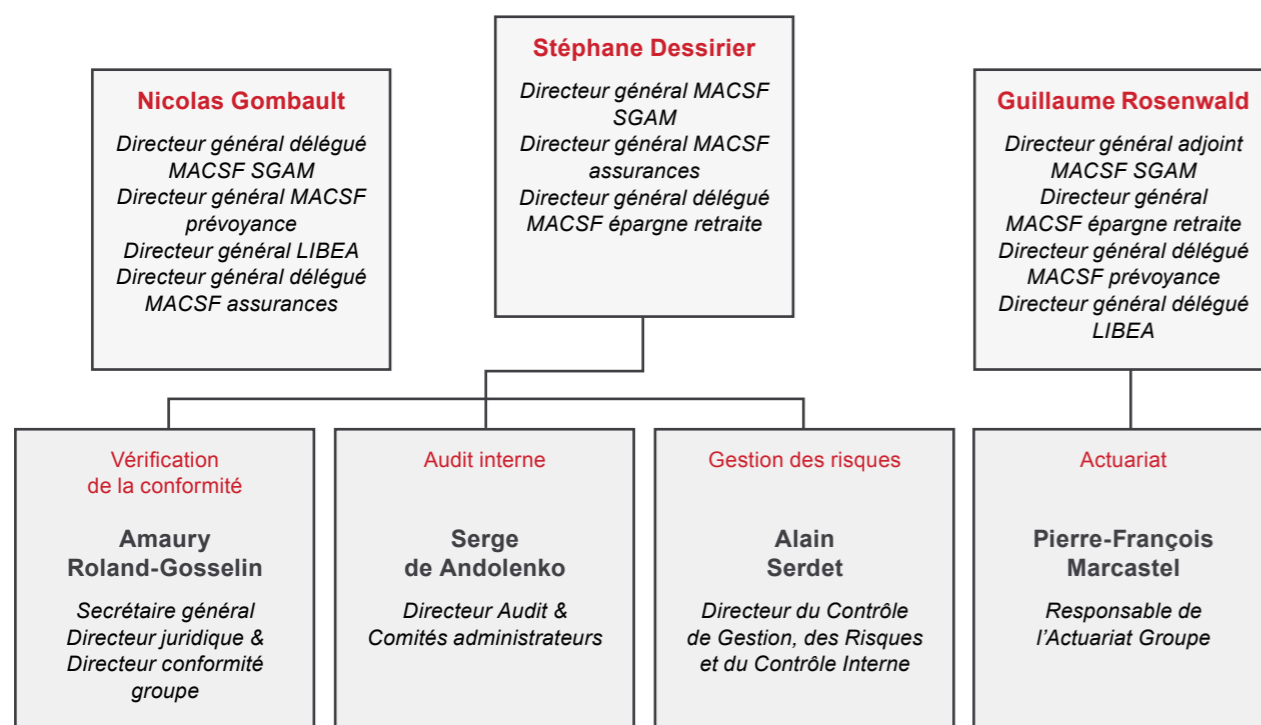 Stéphane Dessirier
Directeur général MACSF
SGAM
Directeur général MACSF
assurances
Directeur général délégué
MACSF épargne retraite
Nicolas Gombault
Directeur général délégué
MACSF SGAM
Directeur général MACSF
prévoyance
Directeur général LIBEA
Directeur général délégué
MACSF assurances
Guillaume Rosenwald
Directeur général adjoint
MACSF SGAM
Directeur général
MACSF épargne retraite
Directeur général délégué
MACSF prévoyance
Directeur général délégué
LIBEA
Vérification
de la conformité
Amaury
Roland-Gosselin
Secrétaire général
Directeur juridique &
Directeur conformité
groupe
Audit interne
Serge
de Andolenko
Directeur Audit &
Comités administrateurs
Gestion des risques
Alain
Serdet
Directeur du Contrôle
de Gestion, des Risques
et du Contrôle Interne
Actuariat
Pierre-François
Marcastel
Responsable de
l’Actuariat Groupe